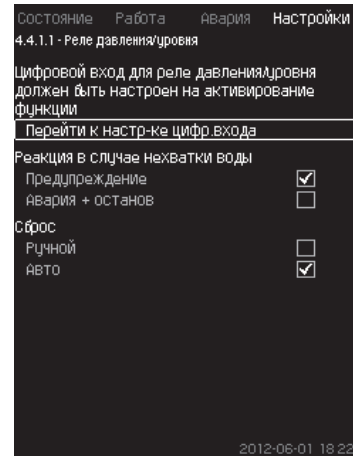 Состояние Работа Авария Настройки
4.4.1.1 - Реле давления/уровня
Цифровой вход для реле давления/уровня
должен быть настроен на активирование
функции
Перейти к настр-ке цифр.входа
Реакция в случае нехватки воды
Предупреждение
Авария + останов
Сброс
Ручной
Авто
2012-06-01 18:22